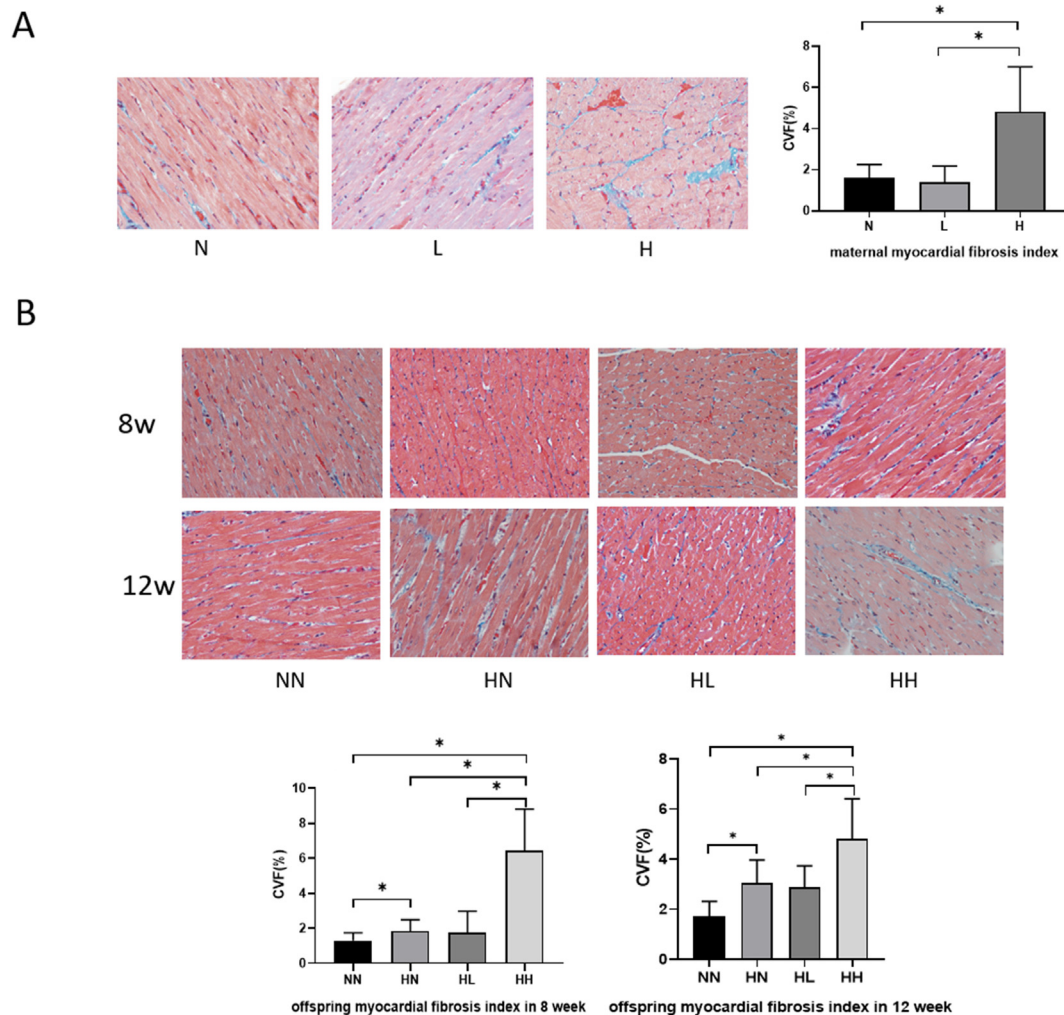 A
N
L
H
*
*
8
6
4
2
0
CVF(%)
N L H
maternal myocardial fibrosis index
B
8w
12w
NN HN HL HH
*
*
*
*
10
8
6
4
2
0
CVF(%)
NN HN HL HH
offspring myocardial fibrosis index in 8 week
*
*
*
*
8
6
4
2
0
CVF(%)
NN HN HL HH
offspring myocardial fibrosis index in 12 week